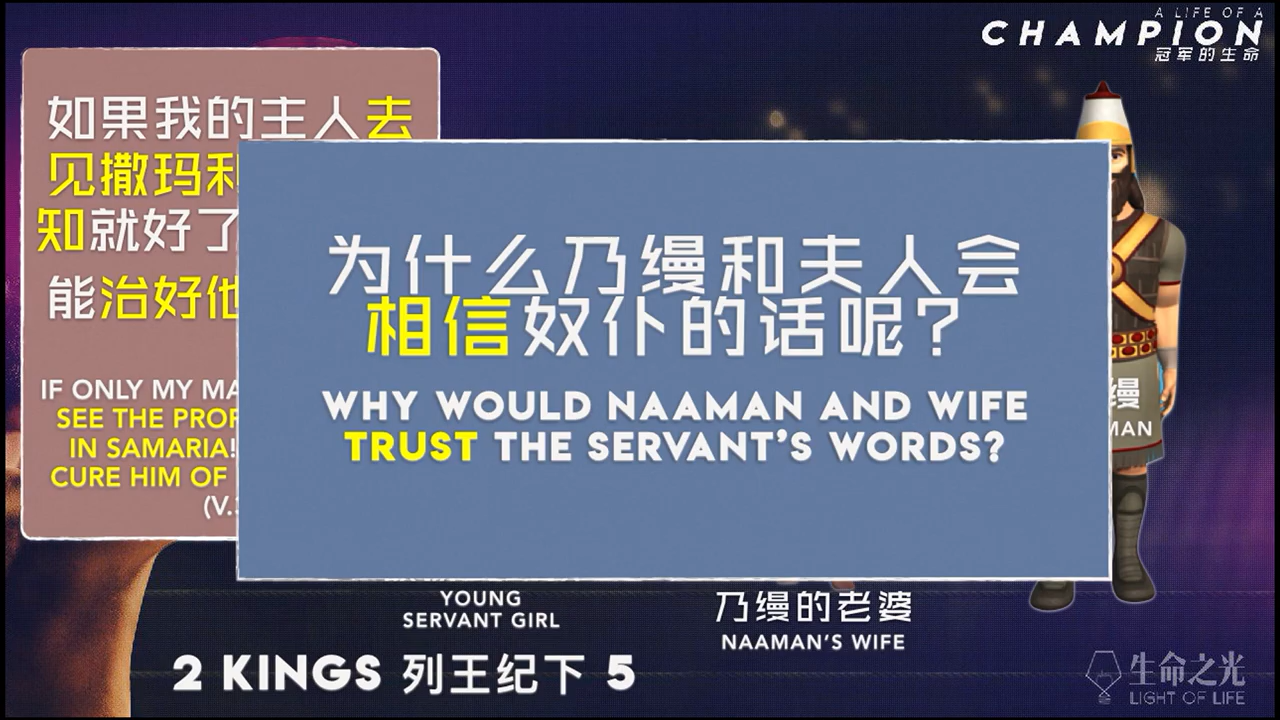 A LIFE OF A
CHAMPION
冠军的生命
如果我的主人去
见撒玛利
知就好了
能治好他
IF ONLY MY
SEE THE
IN SAMARIA!
CURE HIM OF
为什么乃缦和夫人会
相信奴仆的话呢?
WHY WOULD NAAMAN AND WIFE
TRUST THE SERVANT'S WORDS?
缦
YOUNG
SERVANT GIRL
乃缦的老婆
NAAMAN'S WIFE
2 KINGS 列王纪下 5
生命之光
LIGHT OF LIFE